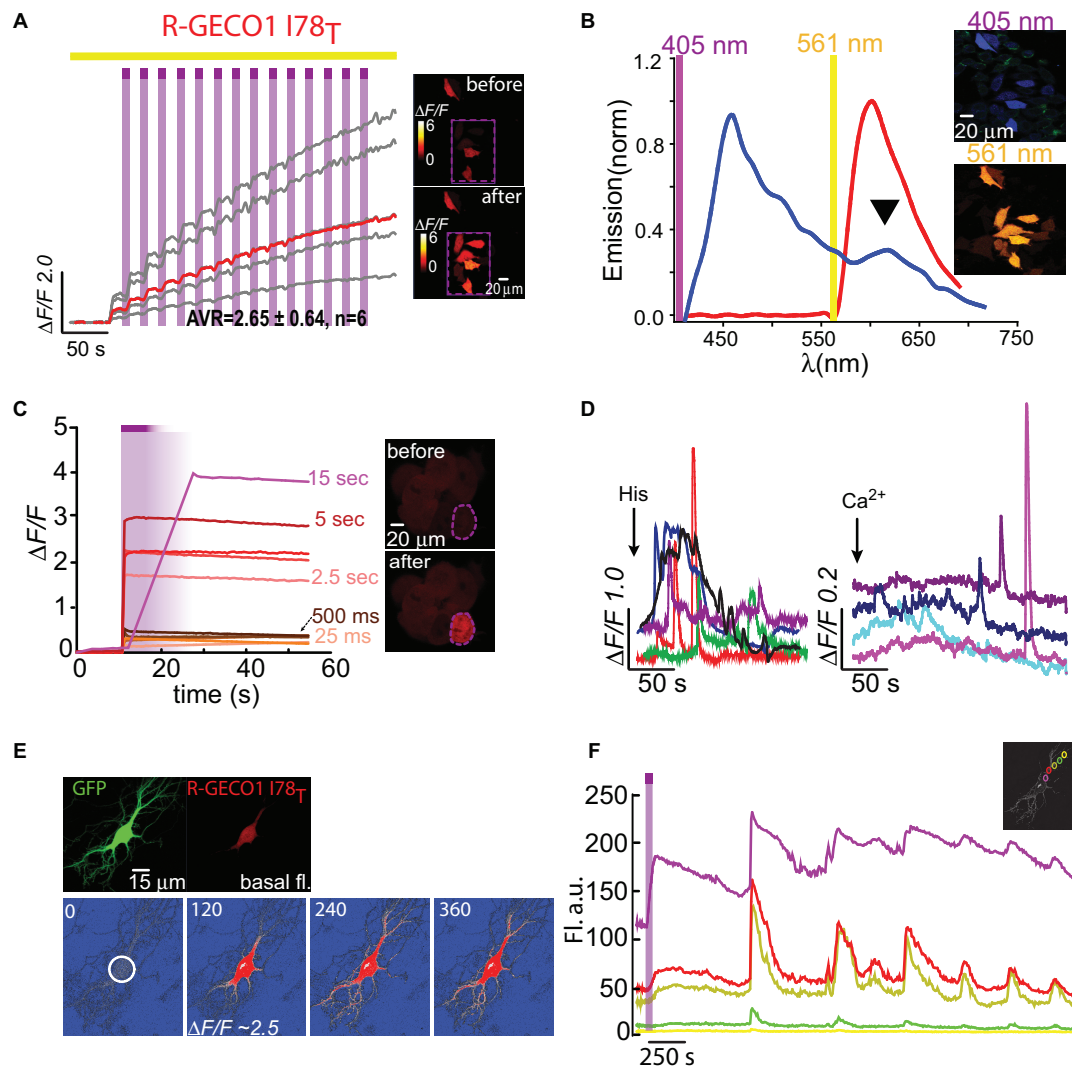 A
R-GECO1 I78T
before
ΔF/F
6
0
after
ΔF/F
6
0
20 μm
ΔF/F 2.0
50 s
AVR=2.65 ± 0.64, n=6
B
405 nm
561 nm
1.2
0.8
0.4
0.0
Emission(norm)
450
550
650
750
λ(nm)
405 nm
20 μm
561 nm
C
5
4
3
2
1
0
ΔF/F
0
20
40
60
time (s)
15 sec
5 sec
2.5 sec
500 ms
25 ms
before
20 μm
after
D
His
ΔF/F 1.0
50 s
Ca2+
ΔF/F 0.2
50 s
E
GFP
R-GECO1 I78T
15 μm
basal fl.
0
120
240
360
ΔF/F ~2.5
F
250
200
150
100
50
0
Fl. a.u.
250 s